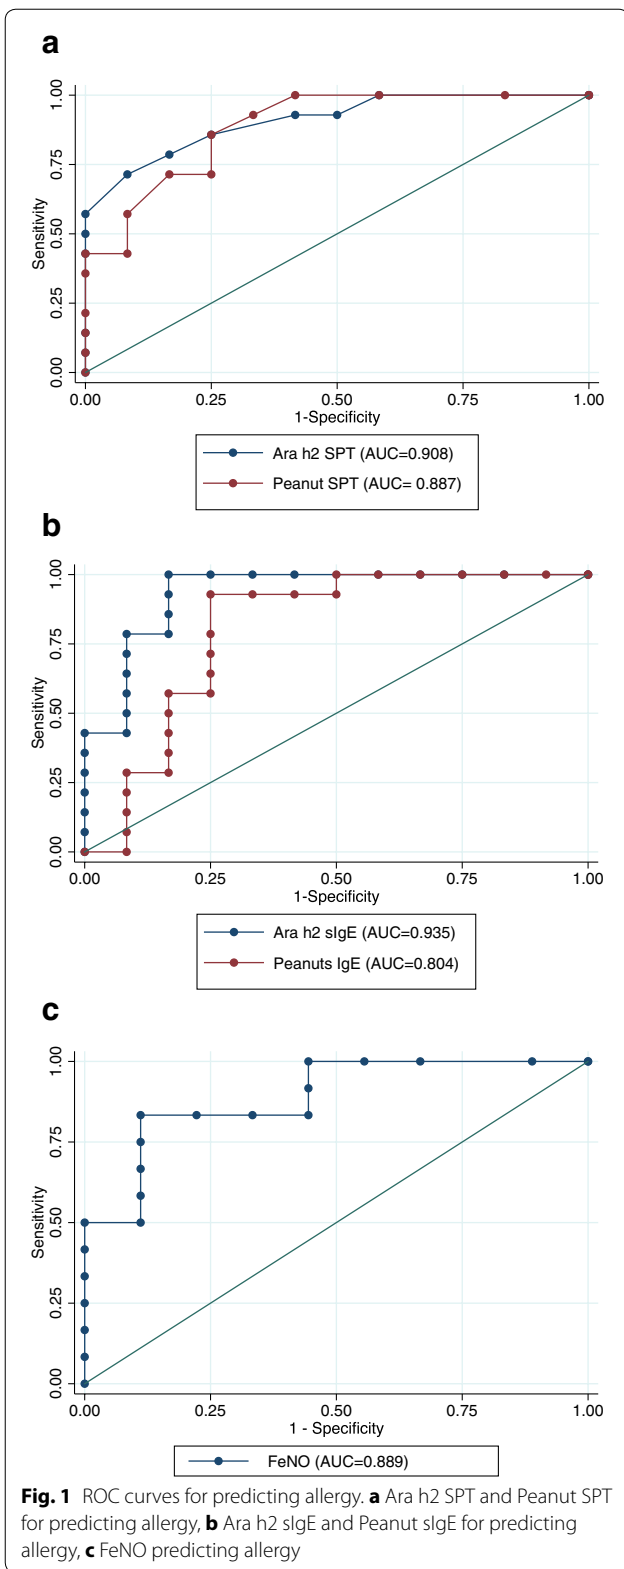 a
1.00
0.75
0.50
0.25
0.00
Sensitivity
0.00 0.25 0.50 0.75 1.00
1-Specificity
Ara h2 SPT (AUC=0.908)
Peanut SPT (AUC= 0.887)
b
1.00
0.75
0.50
0.25
0.00
Sensitivity
0.00 0.25 0.50 0.75 1.00
1-Specificity
Ara h2 sIgE (AUC=0.935)
Peanuts IgE (AUC=0.804)
c
1.00
0.75
0.50
0.25
0.00
Sensitivity
0.00 0.25 0.50 0.75 1.00
1 - Specificity
FeNO (AUC=0.889)
Fig. 1 ROC curves for predicting allergy. a Ara h2 SPT and Peanut SPT
for predicting allergy, b Ara h2 sIgE and Peanut sIgE for predicting
allergy, c FeNO predicting allergy